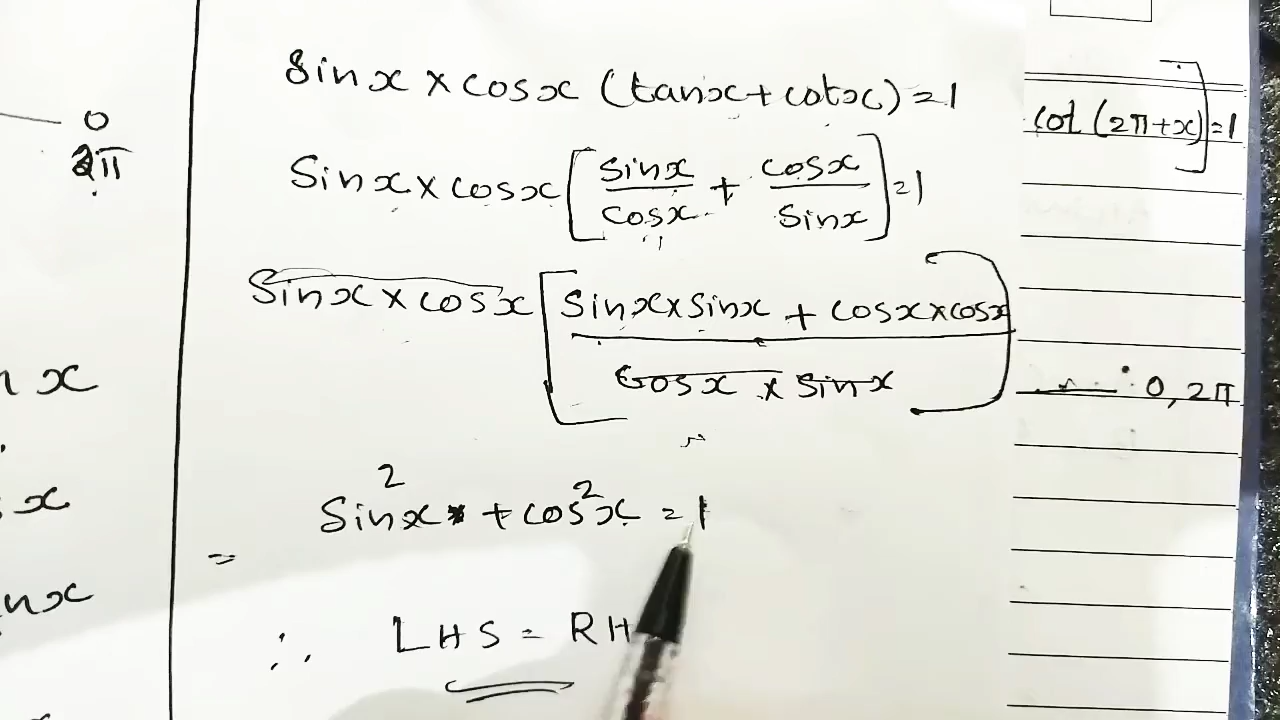 sinx × cosx (tanx + cotx) = 1
0
2π
cot (2π+x)] = 1
Sinx × cosx [ sinx/cosx + cosx/sinx ] = 1
Sinx × cosx [ Sinx × sinx + cosx × cosx
cosx × sinx ]
x
0, 2π
x
Sin²x + cos²x = 1
=
nx
∴ LHS = RH